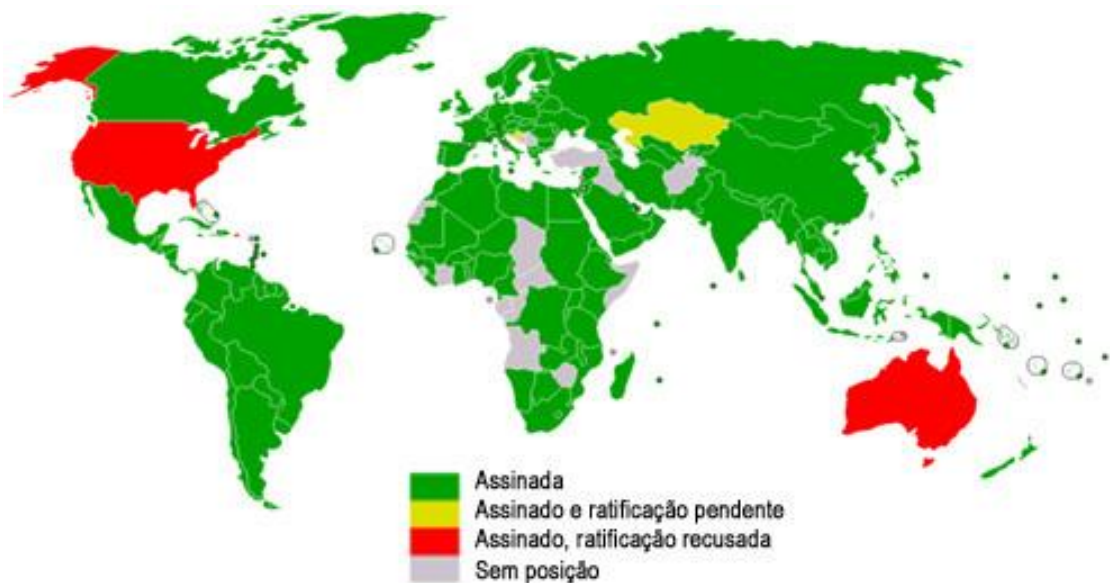 Assinada
Assinado e ratificação pendente
Assinado, ratificação recusada
Sem posição